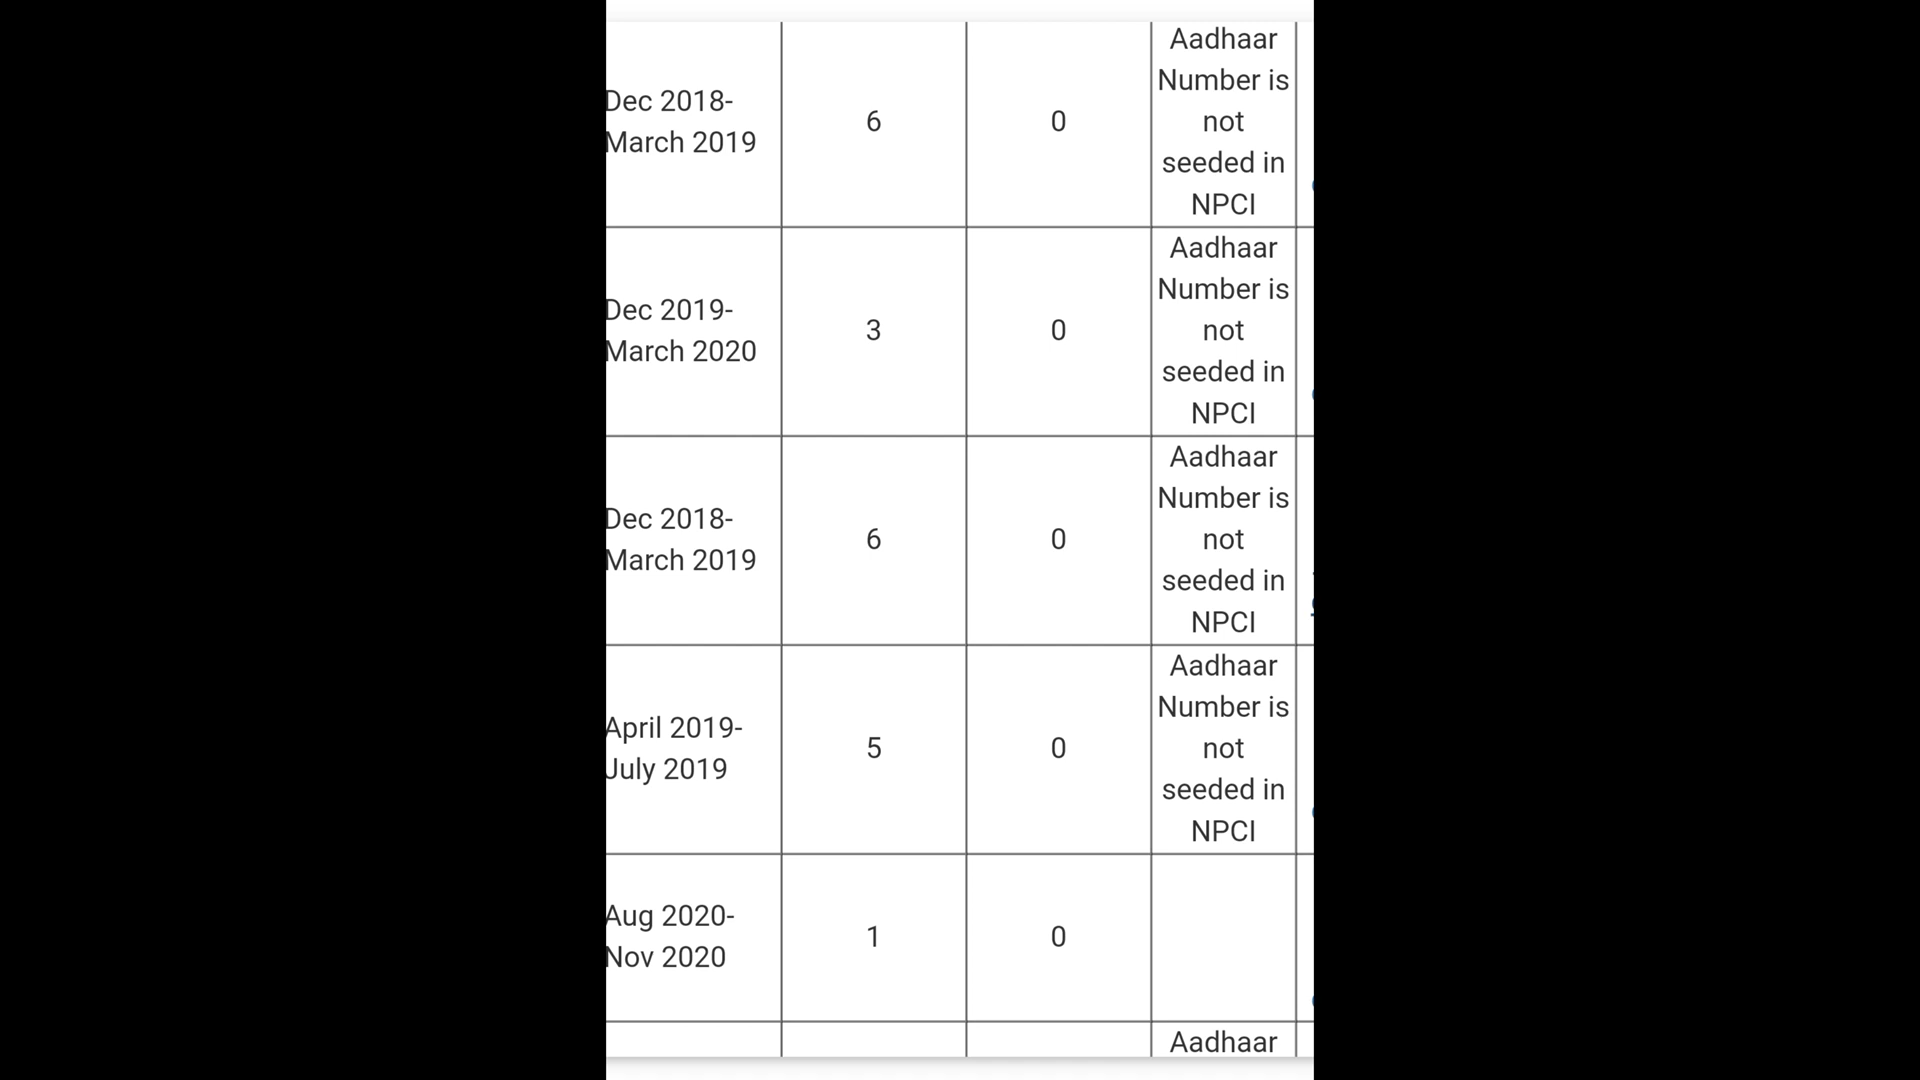 Dec 2018-
March 2019
6
0
Aadhaar
Number is
not
seeded in
NPCI
Dec 2019-
March 2020
3
0
Aadhaar
Number is
not
seeded in
NPCI
Dec 2018-
March 2019
6
0
Aadhaar
Number is
not
seeded in
NPCI
April 2019-
July 2019
5
0
Aadhaar
Number is
not
seeded in
NPCI
Aug 2020-
Nov 2020
1
0
Aadhaar